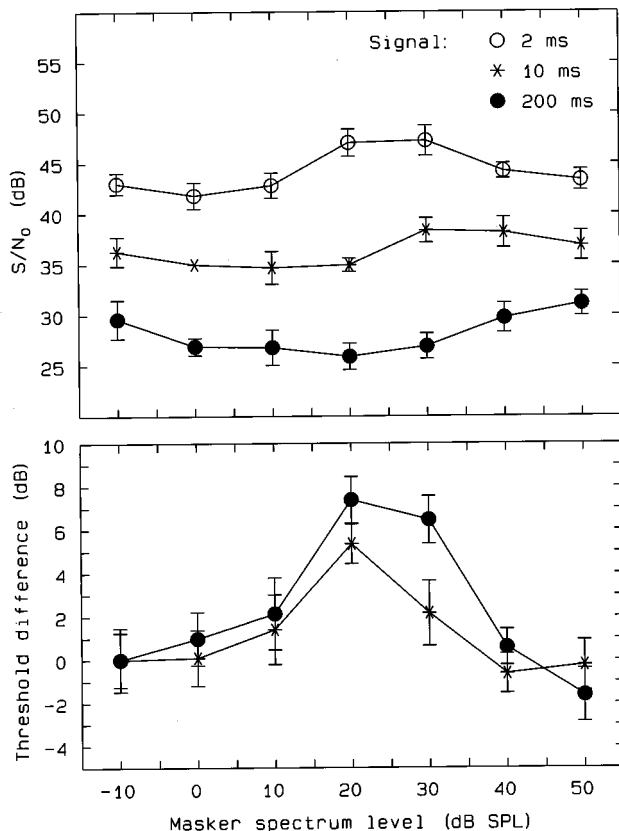 Signal:
2 ms
10 ms
200 ms
55
50
45
40
35
30
25
S/N₀ (dB)
10
8
6
4
2
0
-2
-4
Threshold difference (dB)
-10 0 10 20 30 40 50
Masker spectrum level (dB SPL)